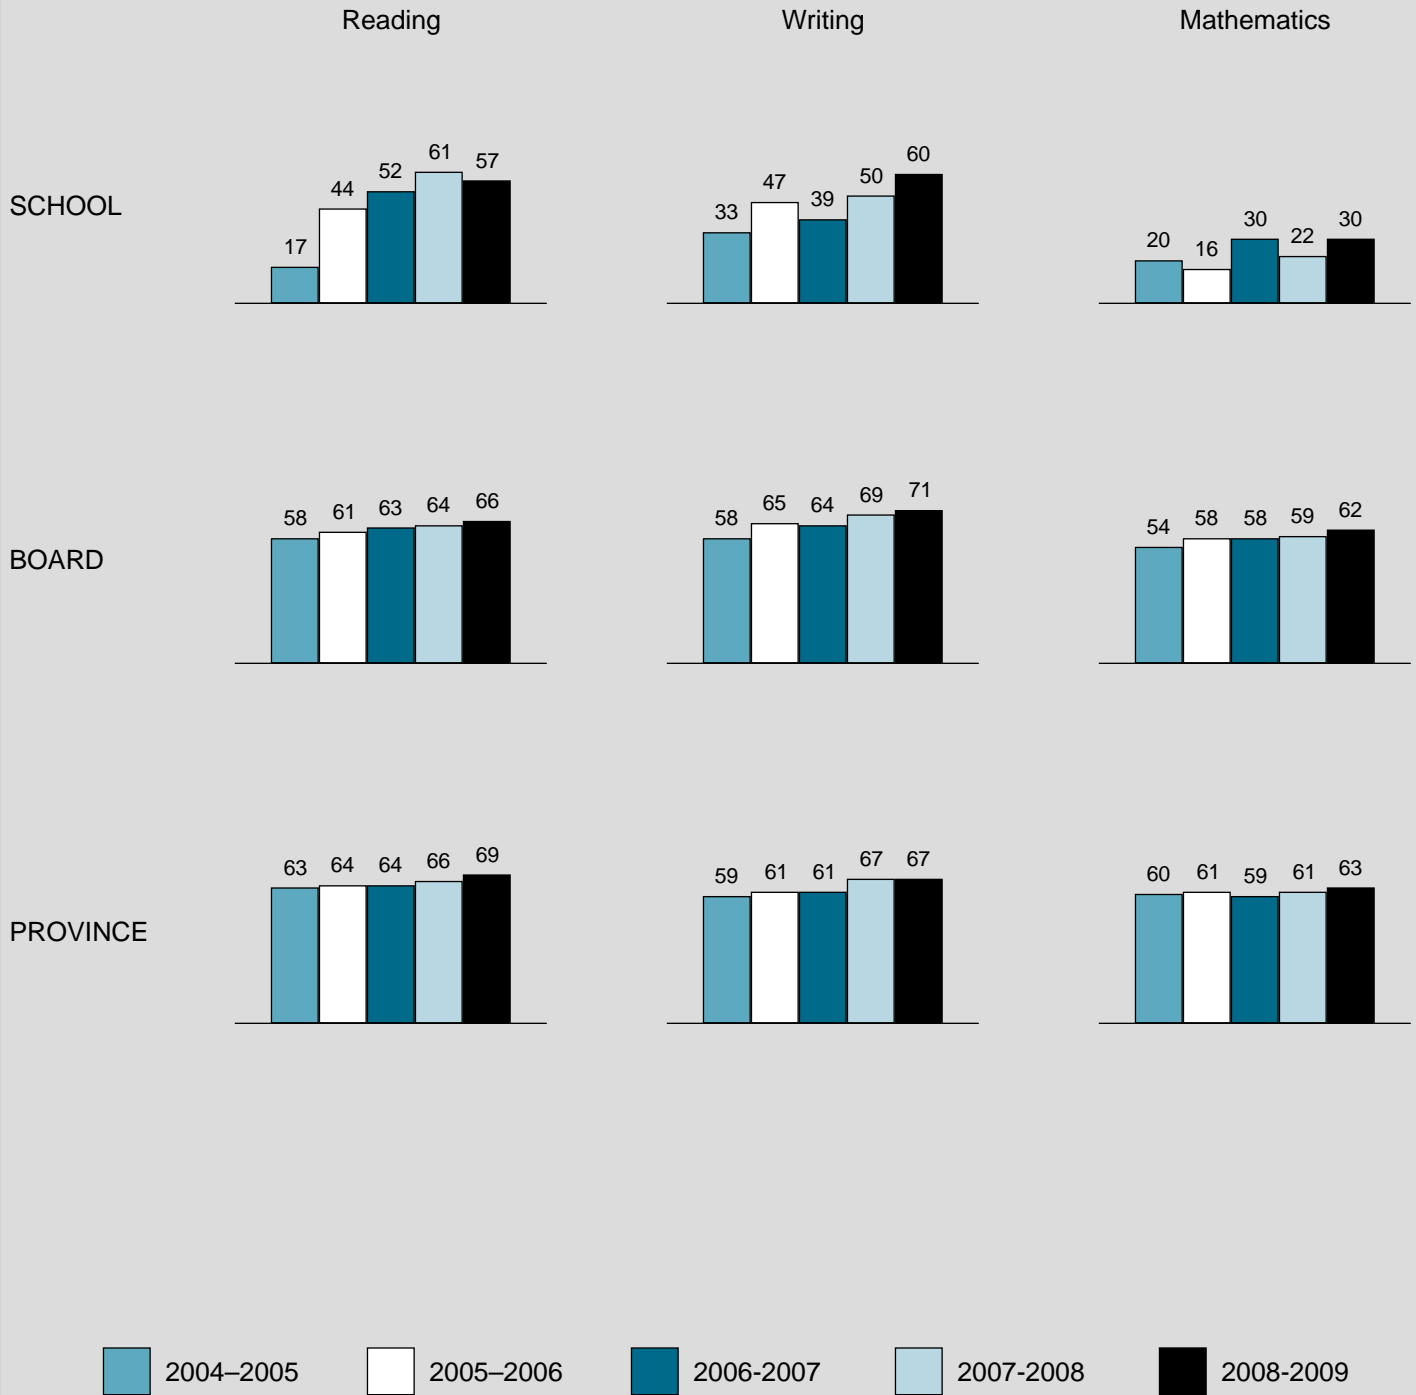 Reading Writing Mathematics
SCHOOL
17 44 52 61 57
33 47 39 50 60
20 16 30 22 30
BOARD
58 61 63 64 66
58 65 64 69 71
54 58 58 59 62
PROVINCE
63 64 64 66 69
59 61 61 67 67
60 61 59 61 63
2004–2005 2005–2006 2006-2007 2007-2008 2008-2009